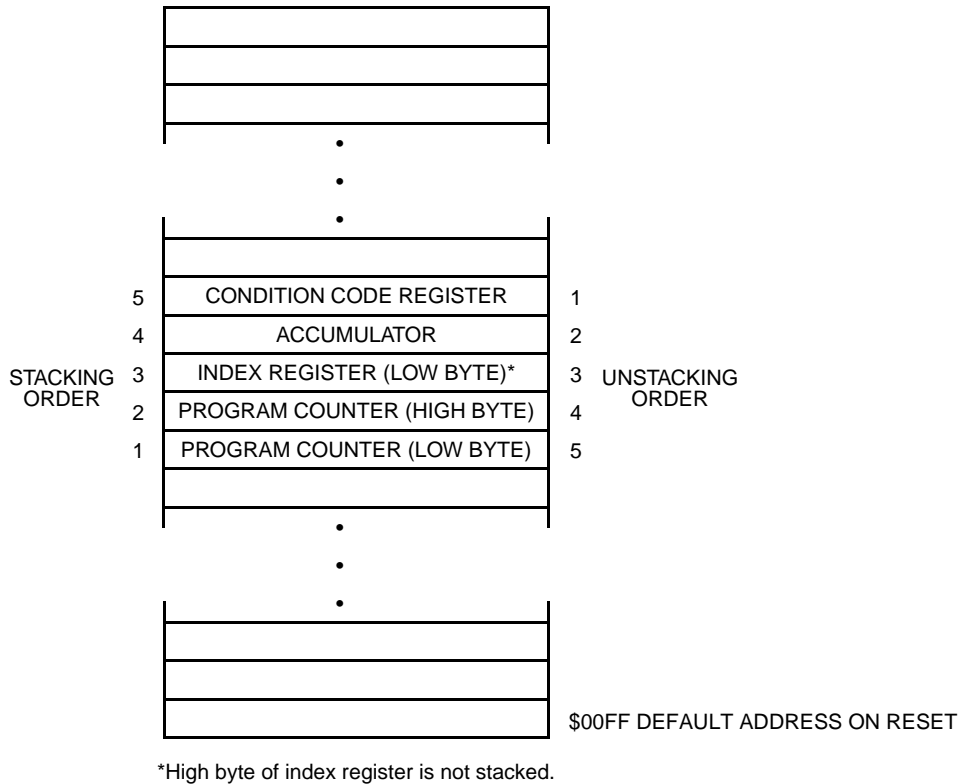 5 CONDITION CODE REGISTER 1
4 ACCUMULATOR 2
STACKING 3 INDEX REGISTER (LOW BYTE)* 3 UNSTACKING
ORDER ORDER
2 PROGRAM COUNTER (HIGH BYTE) 4
1 PROGRAM COUNTER (LOW BYTE) 5
$00FF DEFAULT ADDRESS ON RESET
*High byte of index register is not stacked.